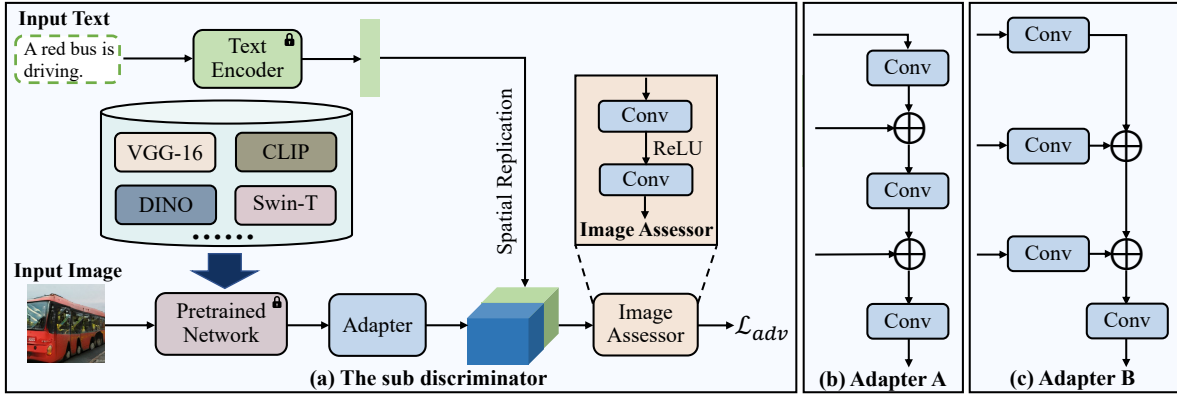 Input Text
A red bus is
driving.
Text
Encoder
VGG-16
CLIP
DINO
Swin-T
......
Spatial Replication
Conv
ReLU
Conv
Image Assessor
Input Image
Pretrained
Network
Adapter
Image
Assessor
ℒ_adv
(a) The sub discriminator
Conv
Conv
Conv
(b) Adapter A
Conv
Conv
Conv
Conv
(c) Adapter B